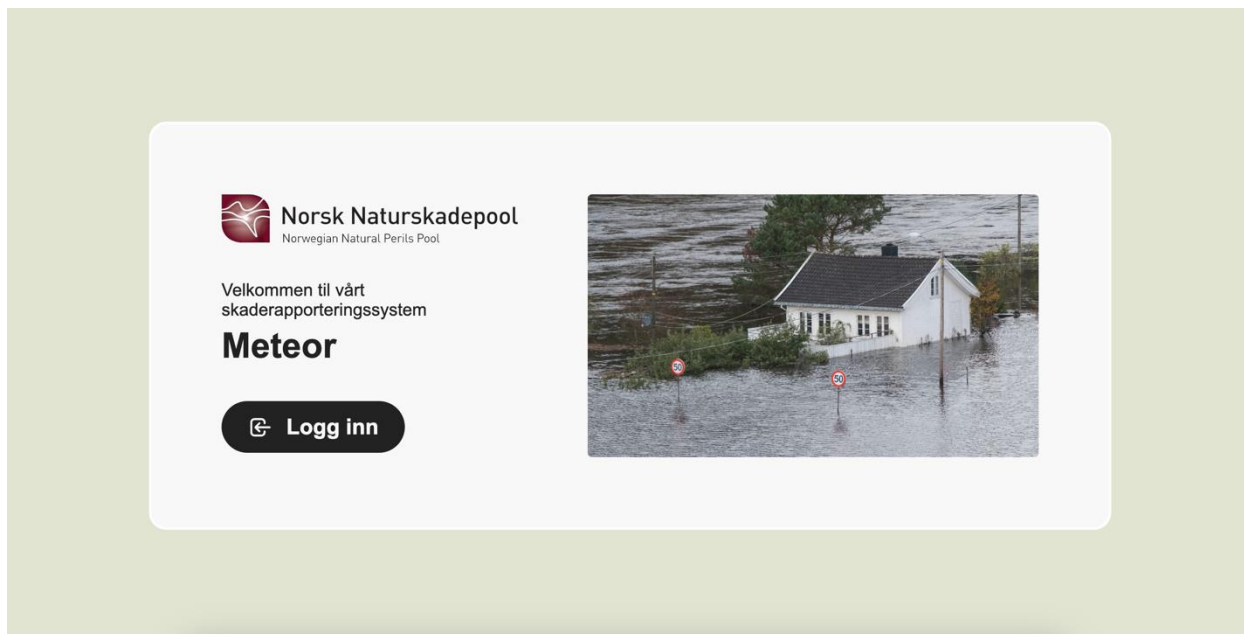 Norsk Naturskadepool
Norwegian Natural Perils Pool
Velkommen til vårt
skaderapporteringssystem
Meteor
Logg inn
50
50